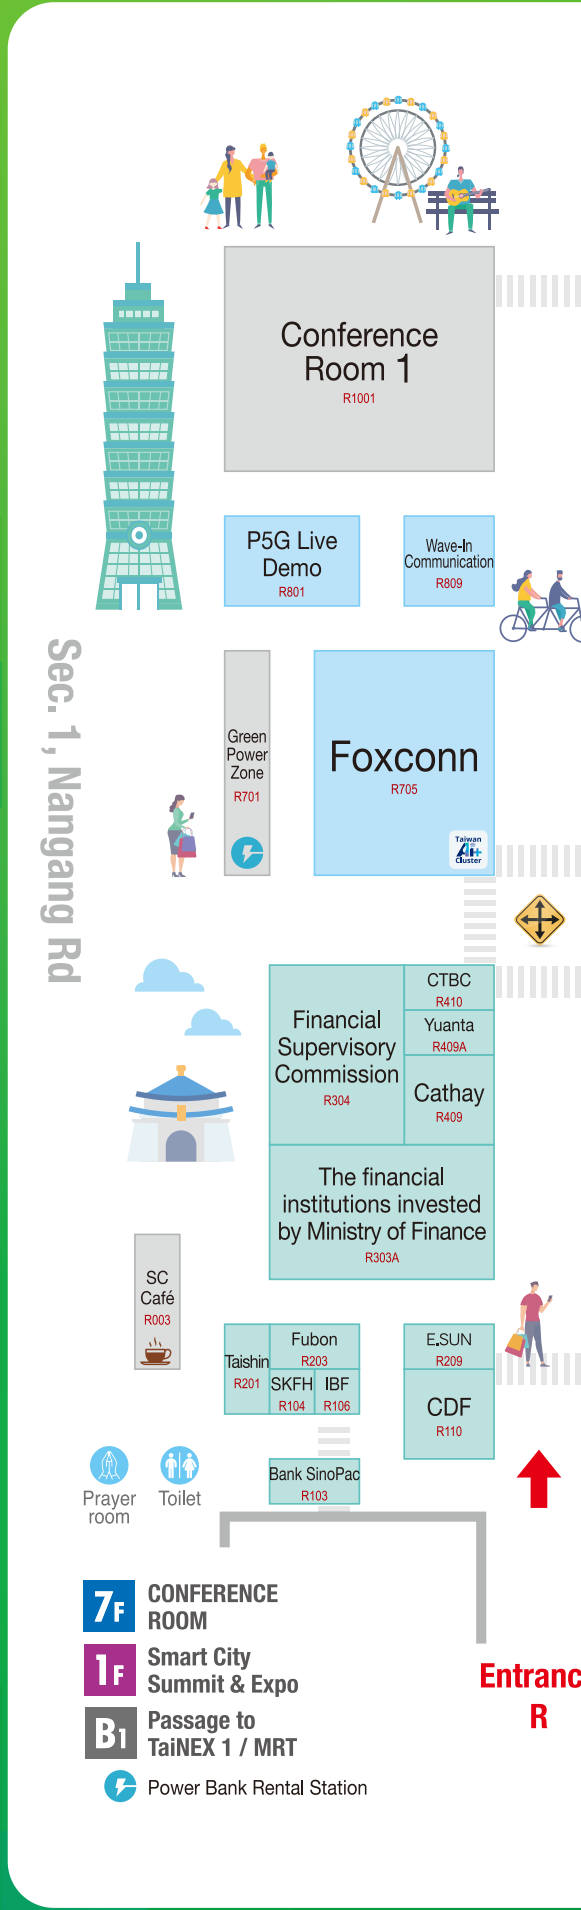 Conference
Room 1
R1001
P5G Live
Demo
R801
Wave-In
Communication
R809
Sec. 1, Nangang Rd
Green
Power
Zone
R701
Foxconn
R705
Taiwan
AI+
Cluster
Financial
Supervisory
Commission
R304
CTBC
R410
Yuanta
R409A
Cathay
R409
The financial
institutions invested
by Ministry of Finance
R303A
SC
Café
R003
Taishin
R201
Fubon
R203
SKFH
R104
IBF
R106
E.SUN
R209
CDF
R110
Bank SinoPac
R103
Prayer
room
Toilet
7F CONFERENCE
ROOM
1F Smart City
Summit & Expo
B1 Passage to
TaiNEX 1 / MRT
Power Bank Rental Station
Entranc
R